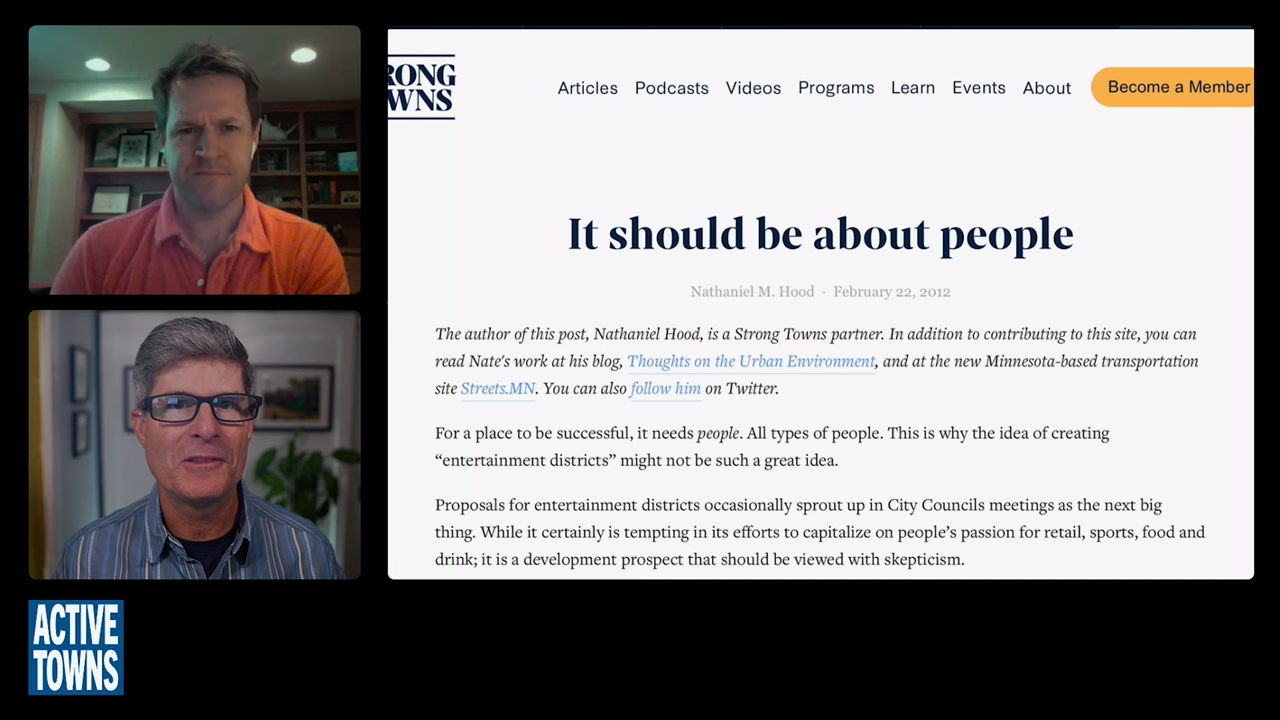 RONG
WNS
Articles Podcasts Videos Programs Learn Events About Become a Member
It should be about people
Nathaniel M. Hood · February 22, 2012
The author of this post, Nathaniel Hood, is a Strong Towns partner. In addition to contributing to this site, you can
read Nate's work at his blog, Thoughts on the Urban Environment, and at the new Minnesota-based transportation
site Streets.MN. You can also follow him on Twitter.
For a place to be successful, it needs people. All types of people. This is why the idea of creating
“entertainment districts” might not be such a great idea.
Proposals for entertainment districts occasionally sprout up in City Councils meetings as the next big
thing. While it certainly is tempting in its efforts to capitalize on people’s passion for retail, sports, food and
drink; it is a development prospect that should be viewed with skepticism.
ACTIVE
TOWNS